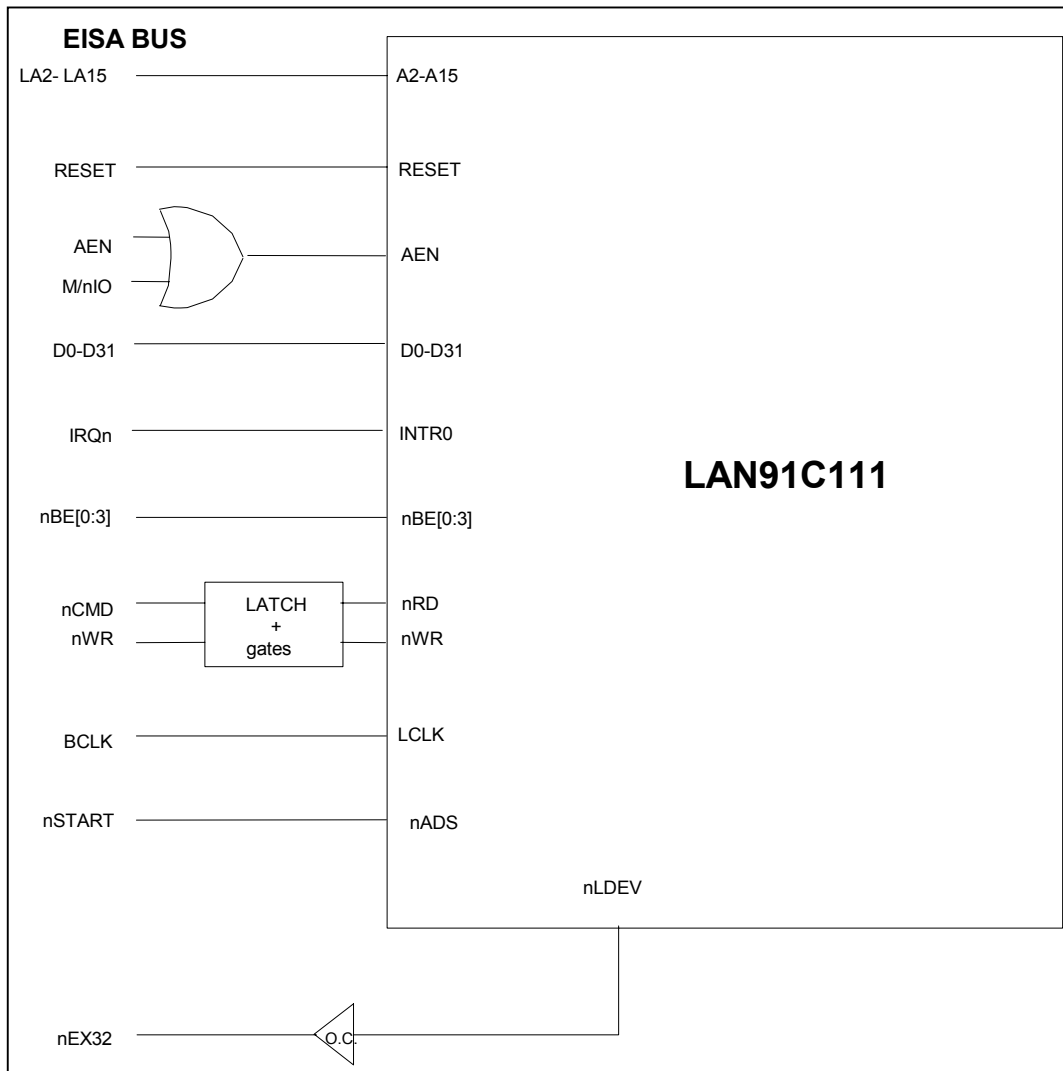 EISA BUS
LA2- LA15 A2-A15
RESET RESET
AEN AEN
M/nIO
D0-D31 D0-D31
IRQn INTR0
LAN91C111
nBE[0:3] nBE[0:3]
nCMD LATCH nRD
+
nWR gates nWR
BCLK LCLK
nSTART nADS
nLDEV
nEX32 O.C.